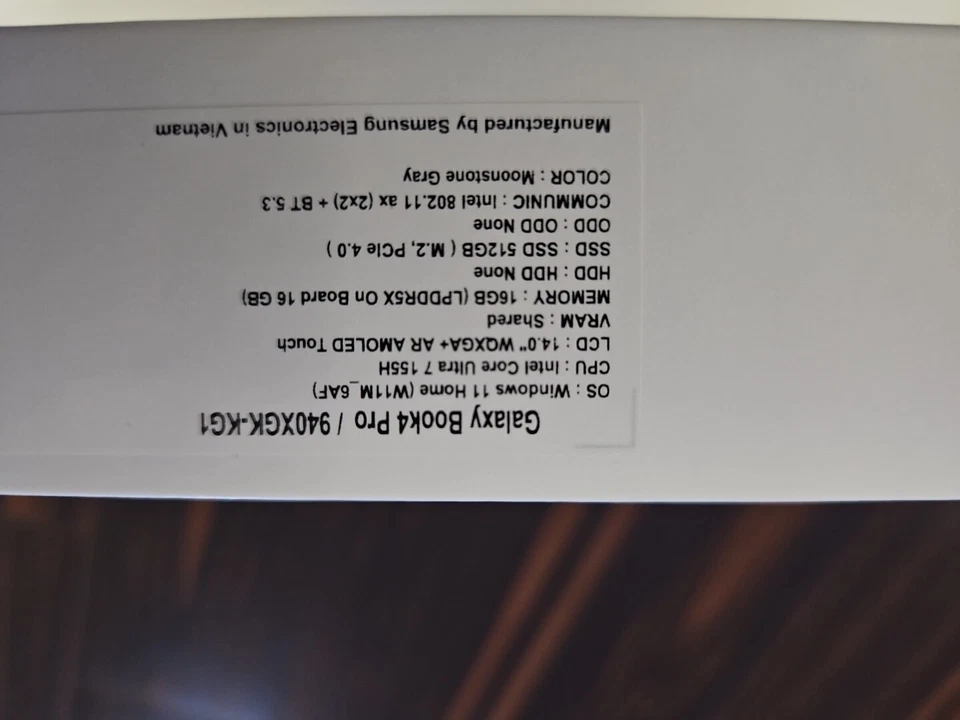 Galaxy Book4 Pro / 940XGK-KG1
OS : Windows 11 Home (W11M_6AF)
CPU : Intel Core Ultra 7 155H
LCD : 14.0" WQXGA+ AR AMOLED Touch
VRAM : Shared
MEMORY : 16GB (LPDDR5X On Board 16 GB)
HDD : HDD None
SSD : SSD 512GB ( M.2, PCIe 4.0 )
ODD : ODD None
COMMUNIC : Intel 802.11 ax (2x2) + BT 5.3
COLOR : Moonstone Gray
Manufactured by Samsung Electronics in Vietnam